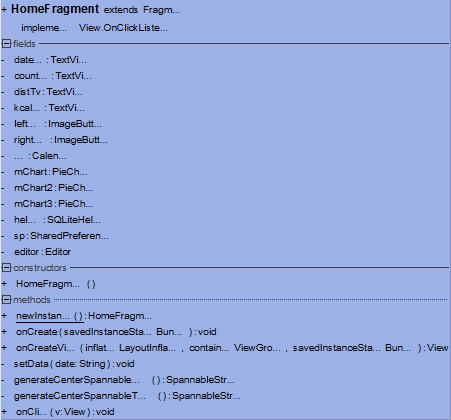 + HomeFragment extends Fragm...
impleme... View.OnClickListe...
fields
- date... :TextVi...
- count... :TextVi...
- distTv:TextVi...
- kcal... :TextVi...
- left... :ImageButt...
- right... :ImageButt...
- ... :Calen...
- mChart:PieCh...
- mChart2:PieCh...
- mChart3:PieCh...
- hel... :SQLiteHel...
- sp:SharedPreferen...
- editor:Editor
constructors
+ HomeFragm... ()
methods
+ newInstan... ():HomeFragm...
+ onCreate(savedInstanceSta... Bun... ):void
+ onCreateVi... (inflat... LayoutInfla... , contain... ViewGro... , savedInstanceSta... Bun... ):View
- setData(date:String):void
- generateCenterSpannable... ():SpannableStr...
- generateCenterSpannableT... ():SpannableStr...
+ onCli... (v:View):void